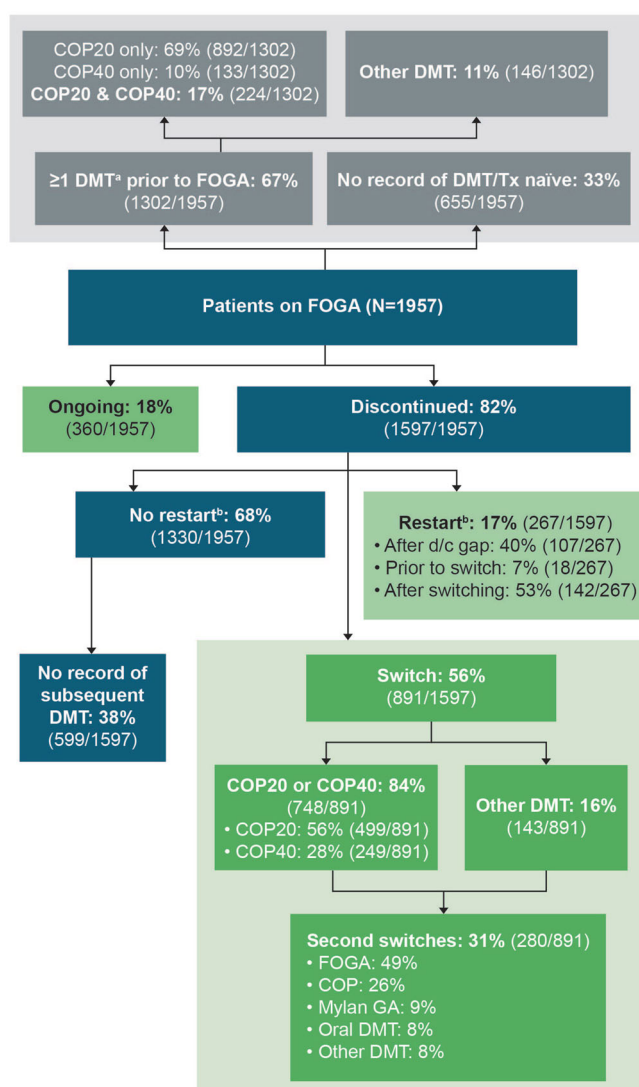 COP20 only: 69% (892/1302)
COP40 only: 10% (133/1302)
COP20 & COP40: 17% (224/1302)
Other DMT: 11% (146/1302)
≥1 DMTᵃ prior to FOGA: 67%
(1302/1957)
No record of DMT/Tx naïve: 33%
(655/1957)
Patients on FOGA (N=1957)
Ongoing: 18%
(360/1957)
Discontinued: 82%
(1597/1957)
No restartᵇ: 68%
(1330/1957)
Restartᵇ: 17% (267/1597)
• After d/c gap: 40% (107/267)
• Prior to switch: 7% (18/267)
• After switching: 53% (142/267)
No record of
subsequent
DMT: 38%
(599/1597)
Switch: 56%
(891/1597)
COP20 or COP40: 84%
(748/891)
• COP20: 56% (499/891)
• COP40: 28% (249/891)
Other DMT: 16%
(143/891)
Second switches: 31% (280/891)
• FOGA: 49%
• COP: 26%
• Mylan GA: 9%
• Oral DMT: 8%
• Other DMT: 8%